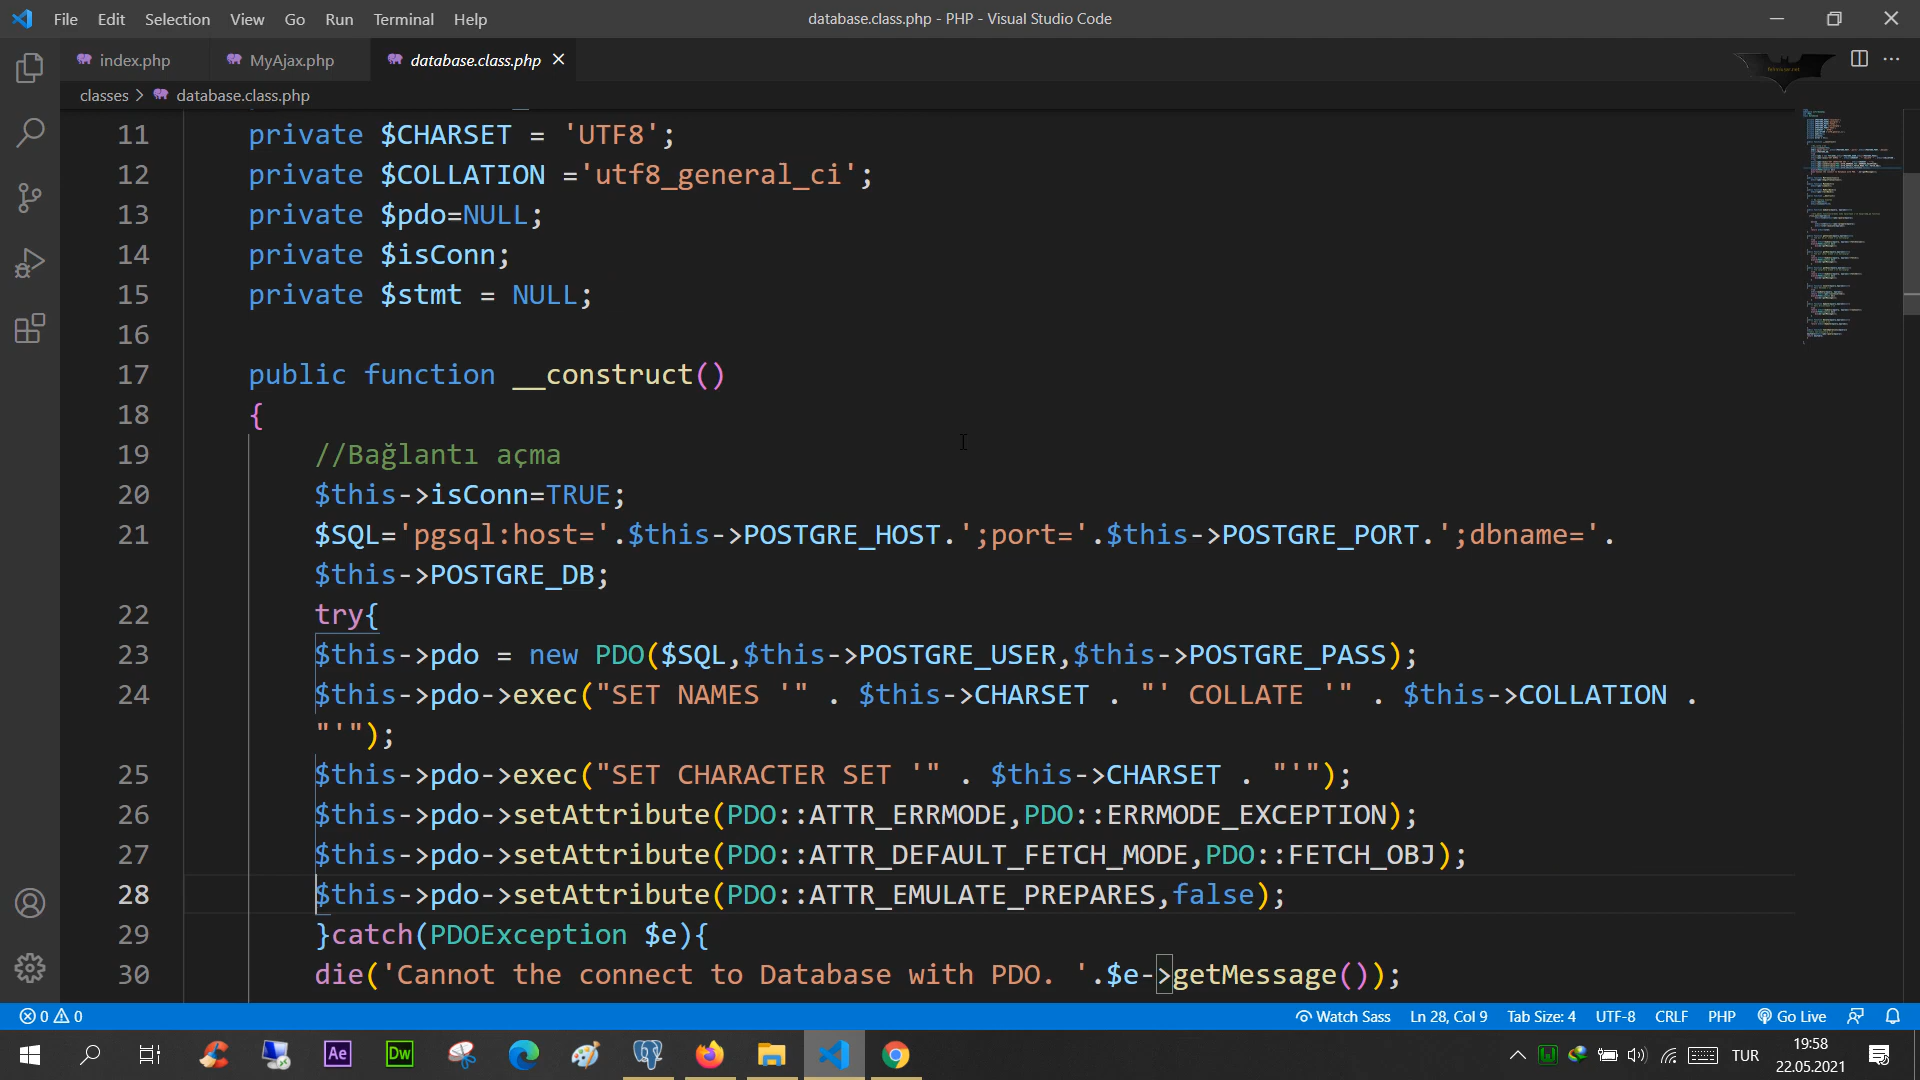 File Edit Selection View Go Run Terminal Help
database.class.php - PHP - Visual Studio Code
index.php
MyAjax.php
database.class.php
classes > database.class.php
11 private $CHARSET = 'UTF8';
12 private $COLLATION ='utf8_general_ci';
13 private $pdo=NULL;
14 private $isConn;
15 private $stmt = NULL;
16
17 public function __construct()
18 {
19 //Bağlantı açma
20 $this->isConn=TRUE;
21 $SQL='pgsql:host='.$this->POSTGRE_HOST.';port='.$this->POSTGRE_PORT.';dbname='.
$this->POSTGRE_DB;
22 try{
23 $this->pdo = new PDO($SQL,$this->POSTGRE_USER,$this->POSTGRE_PASS);
24 $this->pdo->exec("SET NAMES '" . $this->CHARSET . "' COLLATE '" . $this->COLLATION .
"'");
25 $this->pdo->exec("SET CHARACTER SET '" . $this->CHARSET . "'");
26 $this->pdo->setAttribute(PDO::ATTR_ERRMODE,PDO::ERRMODE_EXCEPTION);
27 $this->pdo->setAttribute(PDO::ATTR_DEFAULT_FETCH_MODE,PDO::FETCH_OBJ);
28 $this->pdo->setAttribute(PDO::ATTR_EMULATE_PREPARES,false);
29 }catch(PDOException $e){
30 die('Cannot the connect to Database with PDO. '.$e->getMessage());
0 0
Watch Sass
Ln 28, Col 9
Tab Size: 4
UTF-8
CRLF
PHP
Go Live
Ae
Dw
TUR
19:58
22.05.2021